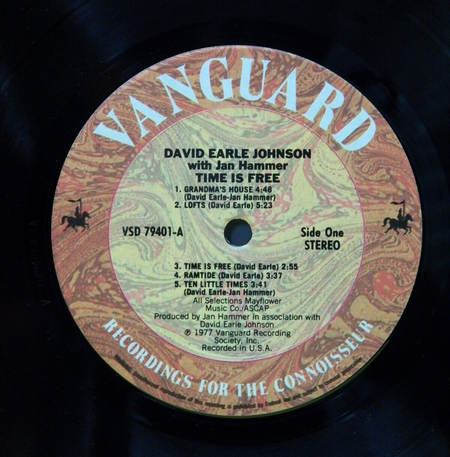 VANGUARD
DAVID EARLE JOHNSON
with Jan Hammer
TIME IS FREE
1. GRANDMA'S HOUSE 4:48
(David Earle-Jan Hammer)
2. LOFTS (David Earle) 5:23
VSD 79401-A
Side One
STEREO
3. TIME IS FREE (David Earle) 2:55
4. RAMTIDE (David Earle) 3:37
5. TEN LITTLE TIMES 3:41
(David Earle-Jan Hammer)
All Selections Mayflower
Music Co./ASCAP
Produced by Jan Hammer in association with
David Earle Johnson
℗ 1977 Vanguard Recording
Society, Inc.
Recorded in U.S.A.
RECORDINGS FOR THE CONNOISSEUR